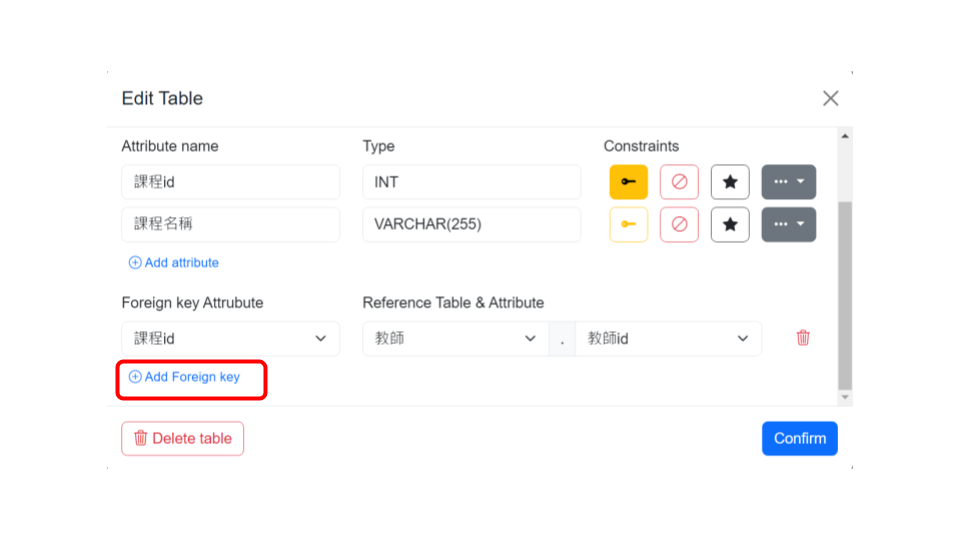 Edit Table
Attribute name Type Constraints
課程id INT
課程名稱 VARCHAR(255)
Add attribute
Foreign key Attrubute Reference Table & Attribute
課程id 教師 . 教師id
Add Foreign key
Delete table Confirm